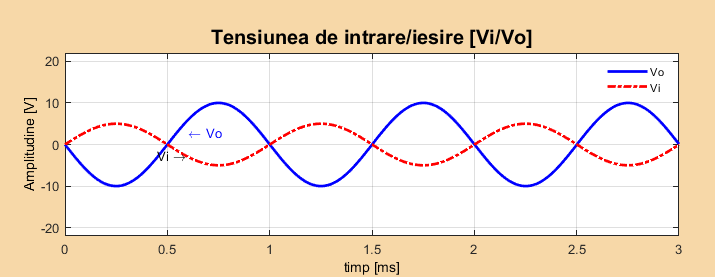 Tensiunea de intrare/iesire [Vi/Vo]
20
10
0
-10
-20
Amplitudine [V]
Vo
Vi
← Vo
Vi →
0 0.5 1 1.5 2 2.5 3
timp [ms]